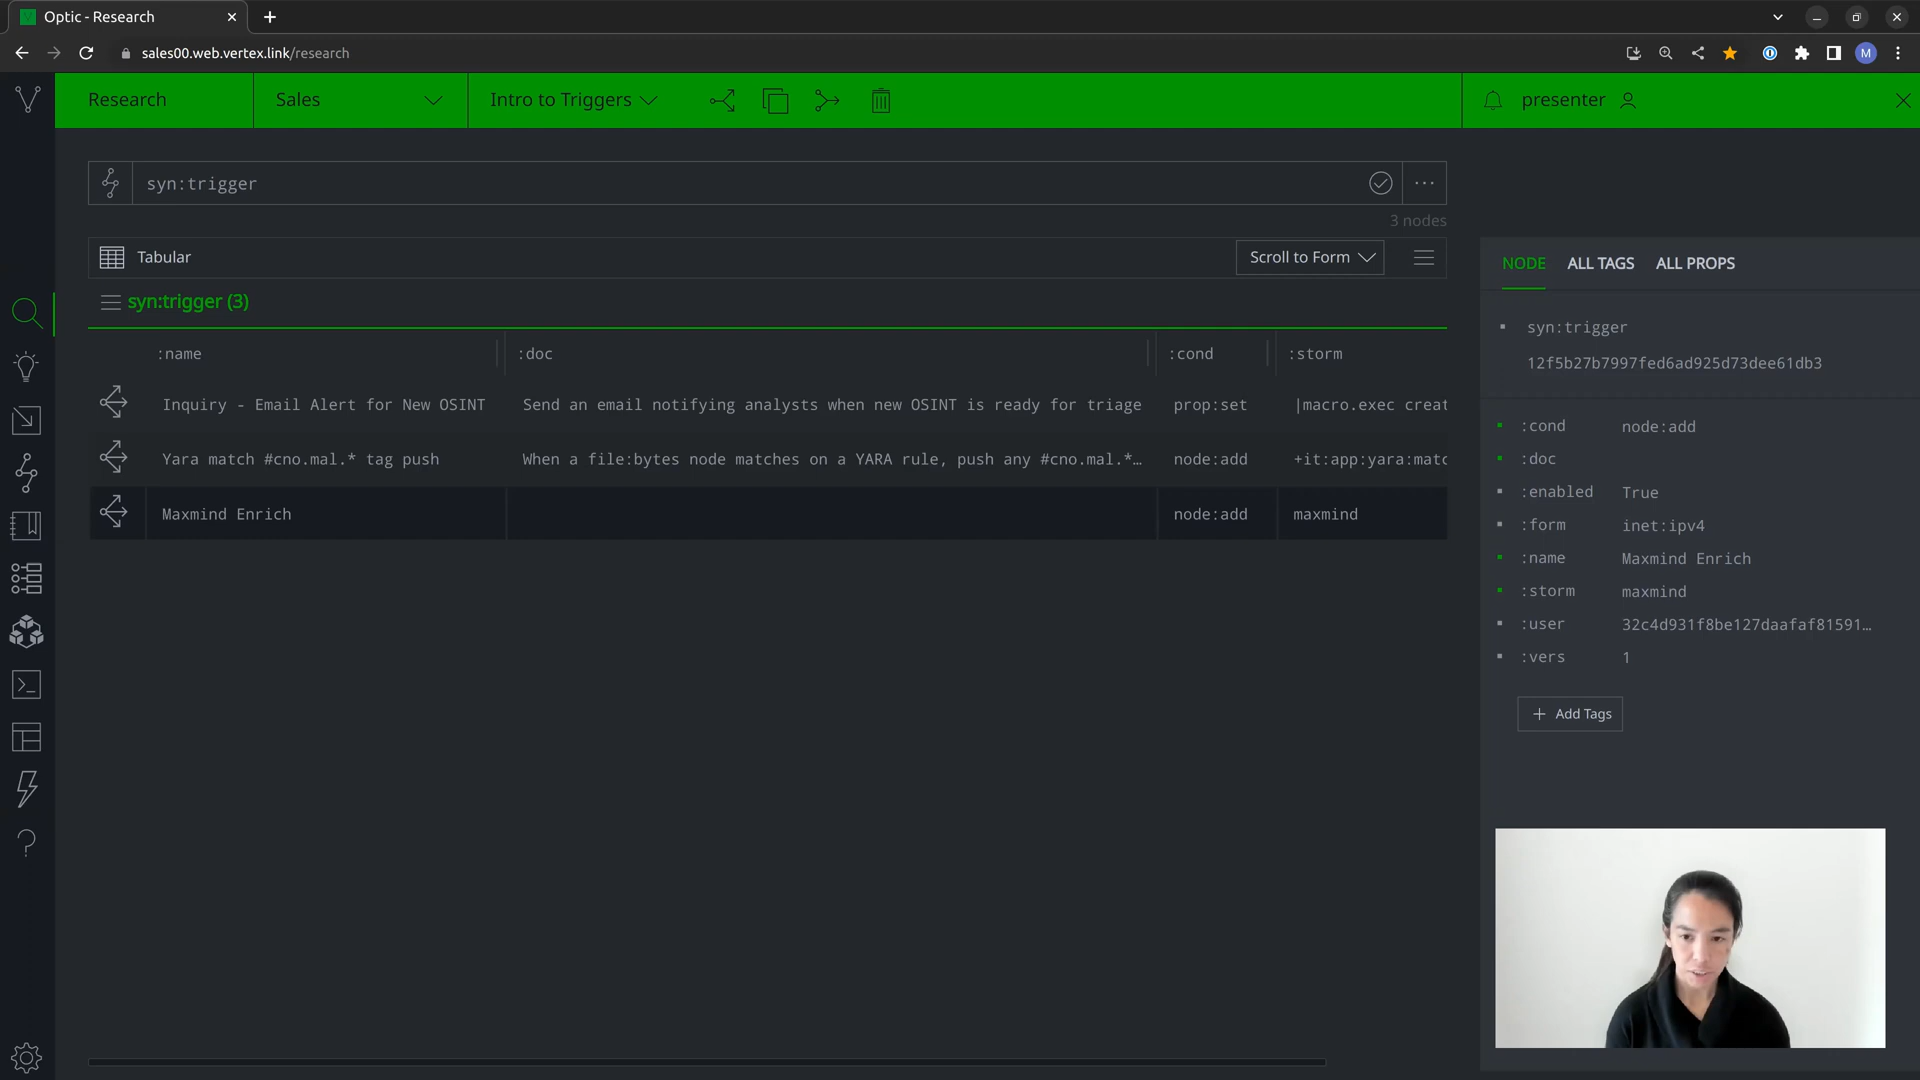 Optic - Research
sales00.web.vertex.link/research
M
Research
Sales
Intro to Triggers
presenter
syn:trigger
3 nodes
Tabular
Scroll to Form
syn:trigger (3)
:name :doc :cond :storm
Inquiry - Email Alert for New OSINT Send an email notifying analysts when new OSINT is ready for triage prop:set |macro.exec creat
Yara match #cno.mal.* tag push When a file:bytes node matches on a YARA rule, push any #cno.mal.*… node:add +it:app:yara:matc
Maxmind Enrich node:add maxmind
NODE ALL TAGS ALL PROPS
syn:trigger
12f5b27b7997fed6ad925d73dee61db3
:cond node:add
:doc
:enabled True
:form inet:ipv4
:name Maxmind Enrich
:storm maxmind
:user 32c4d931f8be127daafaf81591…
:vers 1
+ Add Tags